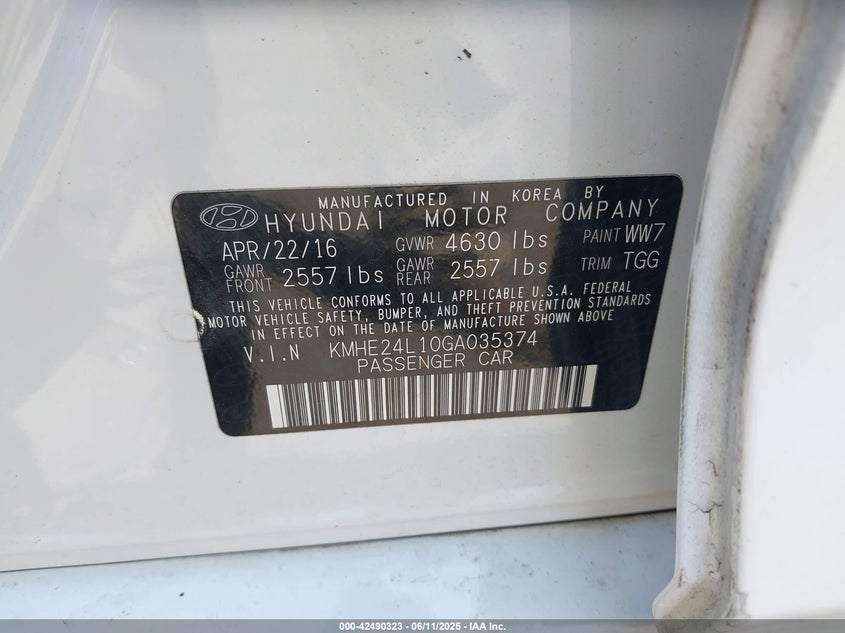 MANUFACTURED IN KOREA BY
HYUNDAI MOTOR COMPANY
APR/22/16 GVWR 4630 lbs PAINT WW7
GAWR FRONT 2557 lbs GAWR REAR 2557 lbs TRIM TGG
THIS VEHICLE CONFORMS TO ALL APPLICABLE U.S.A. FEDERAL
MOTOR VEHICLE SAFETY, BUMPER, AND THEFT PREVENTION STANDARDS
IN EFFECT ON THE DATE OF MANUFACTURE SHOWN ABOVE
V.I.N KMHE24L10GA035374
PASSENGER CAR
000-42490323 - 06/11/2025 - IAA Inc.